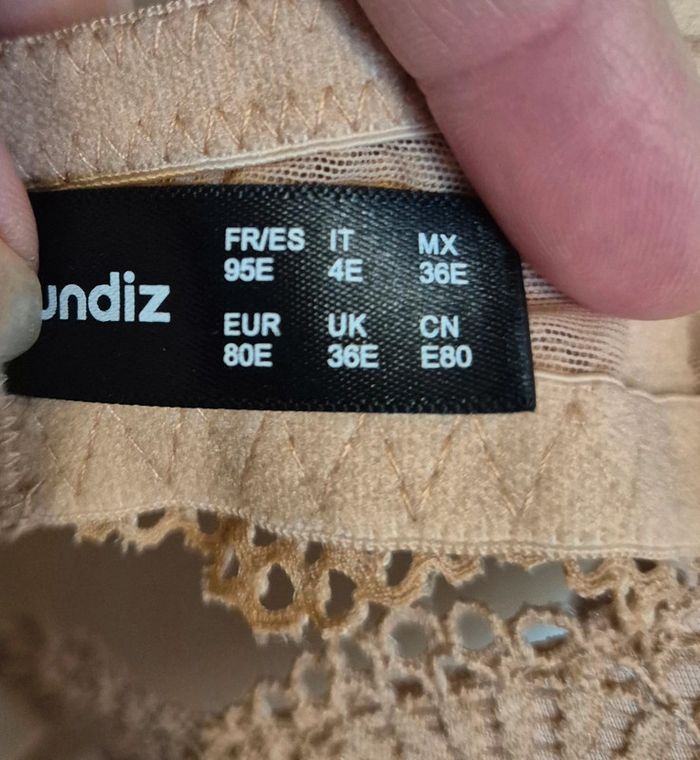 undiz
FR/ES IT MX
95E 4E 36E
EUR UK CN
80E 36E E80